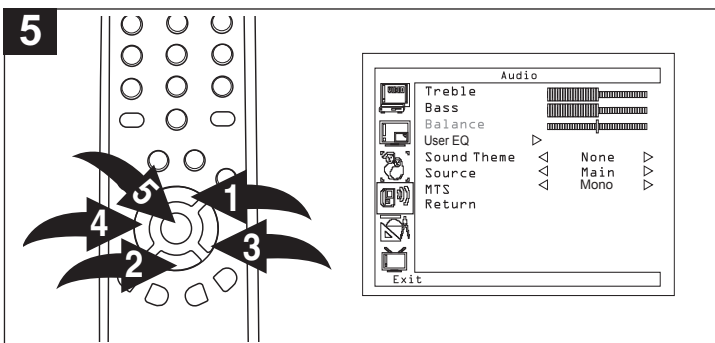 5
5
1
4
3
2
Audio
VIDEO
Treble
Bass
Balance
User EQ
Sound Theme None
Source Main
MTS Mono
Return
Exit